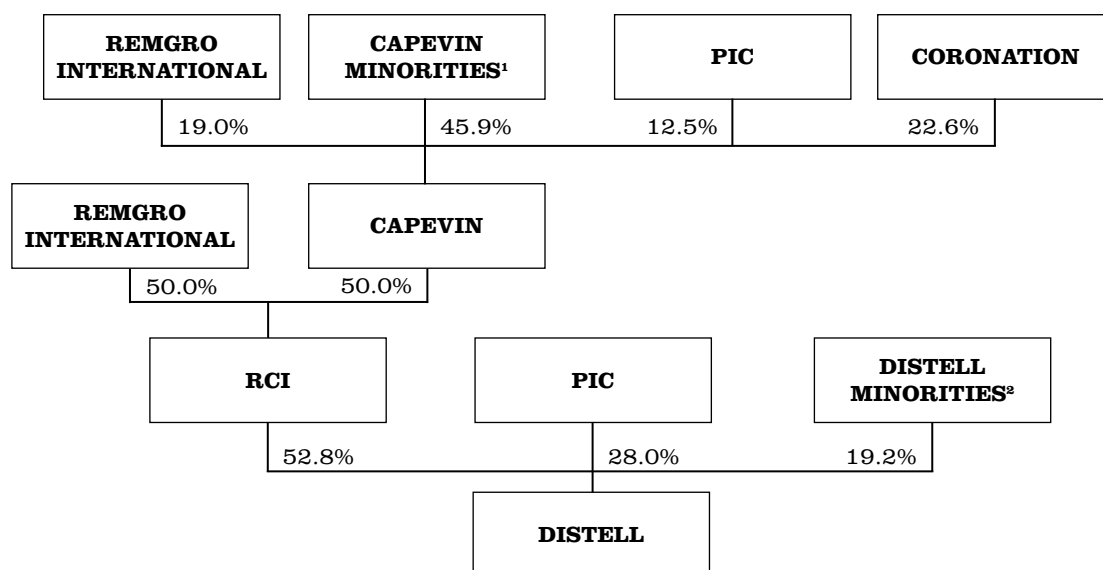 REMGRO
INTERNATIONAL
CAPEVIN
MINORITIES¹
PIC
CORONATION
19.0%
45.9%
12.5%
22.6%
REMGRO
INTERNATIONAL
CAPEVIN
50.0%
50.0%
RCI
PIC
DISTELL
MINORITIES²
52.8%
28.0%
19.2%
DISTELL